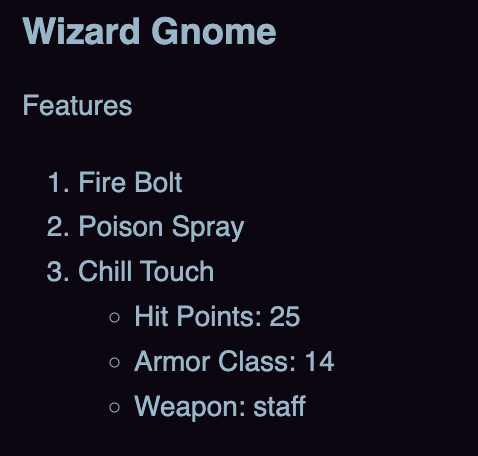 Wizard Gnome
Features
1. Fire Bolt
2. Poison Spray
3. Chill Touch
◦ Hit Points: 25
◦ Armor Class: 14
◦ Weapon: staff